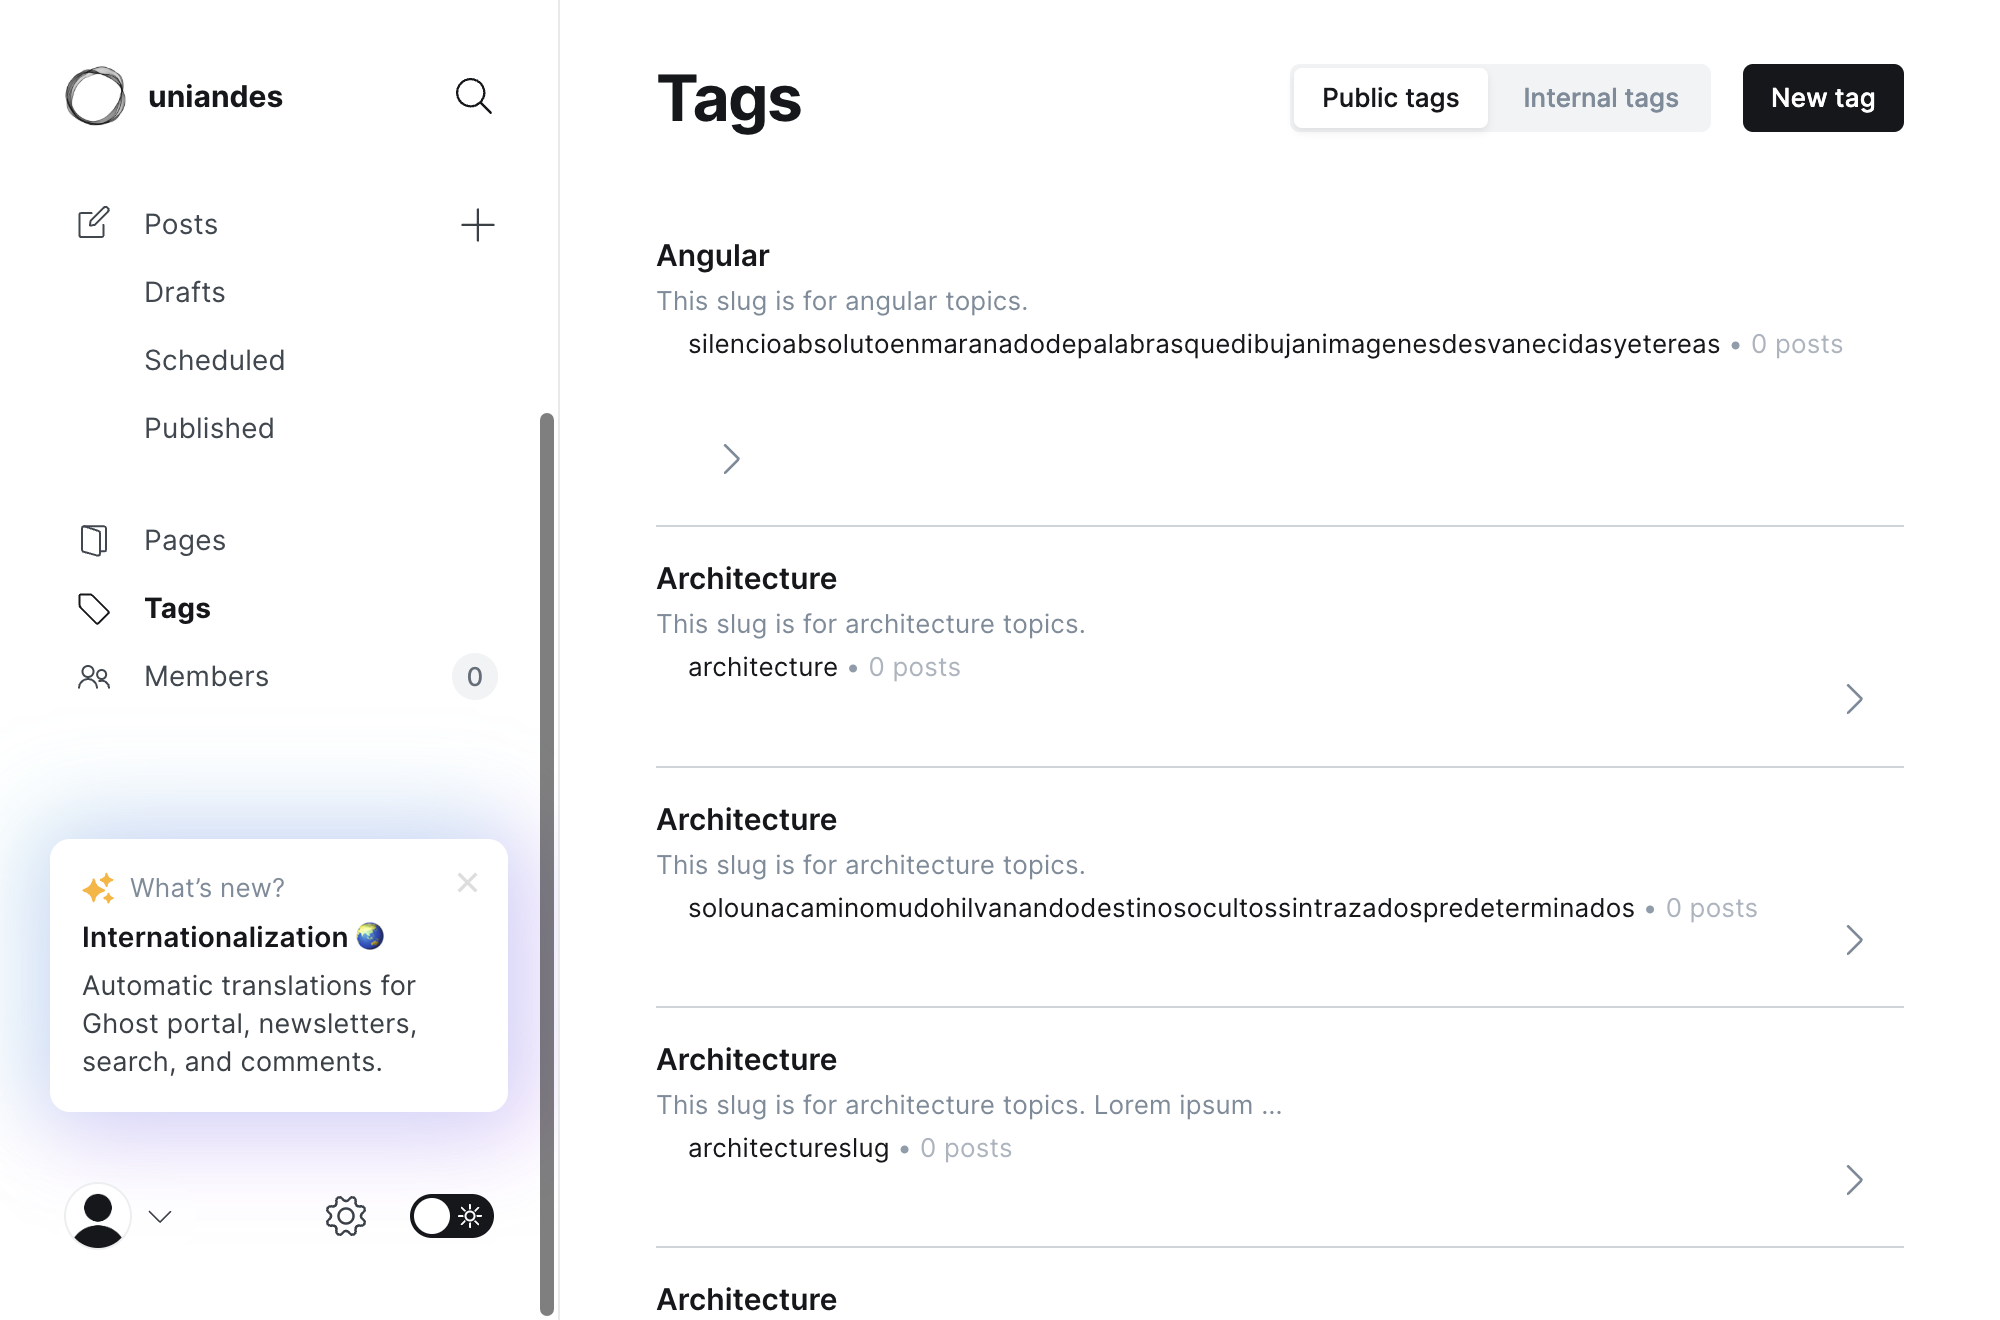 uniandes
Posts
Drafts
Scheduled
Published
Pages
Tags
Members 0
What's new?
Internationalization
Automatic translations for
Ghost portal, newsletters,
search, and comments.
Tags
Public tags Internal tags New tag
Angular
This slug is for angular topics.
silencioabsolutoenmaranadodepalabrasquedibujanimagenesdesvanecidasyetereas • 0 posts
Architecture
This slug is for architecture topics.
architecture • 0 posts
Architecture
This slug is for architecture topics.
solounacaminomudohilvanandodestinosocultossintrazadospredeterminados • 0 posts
Architecture
This slug is for architecture topics. Lorem ipsum ...
architectureslug • 0 posts
Architecture